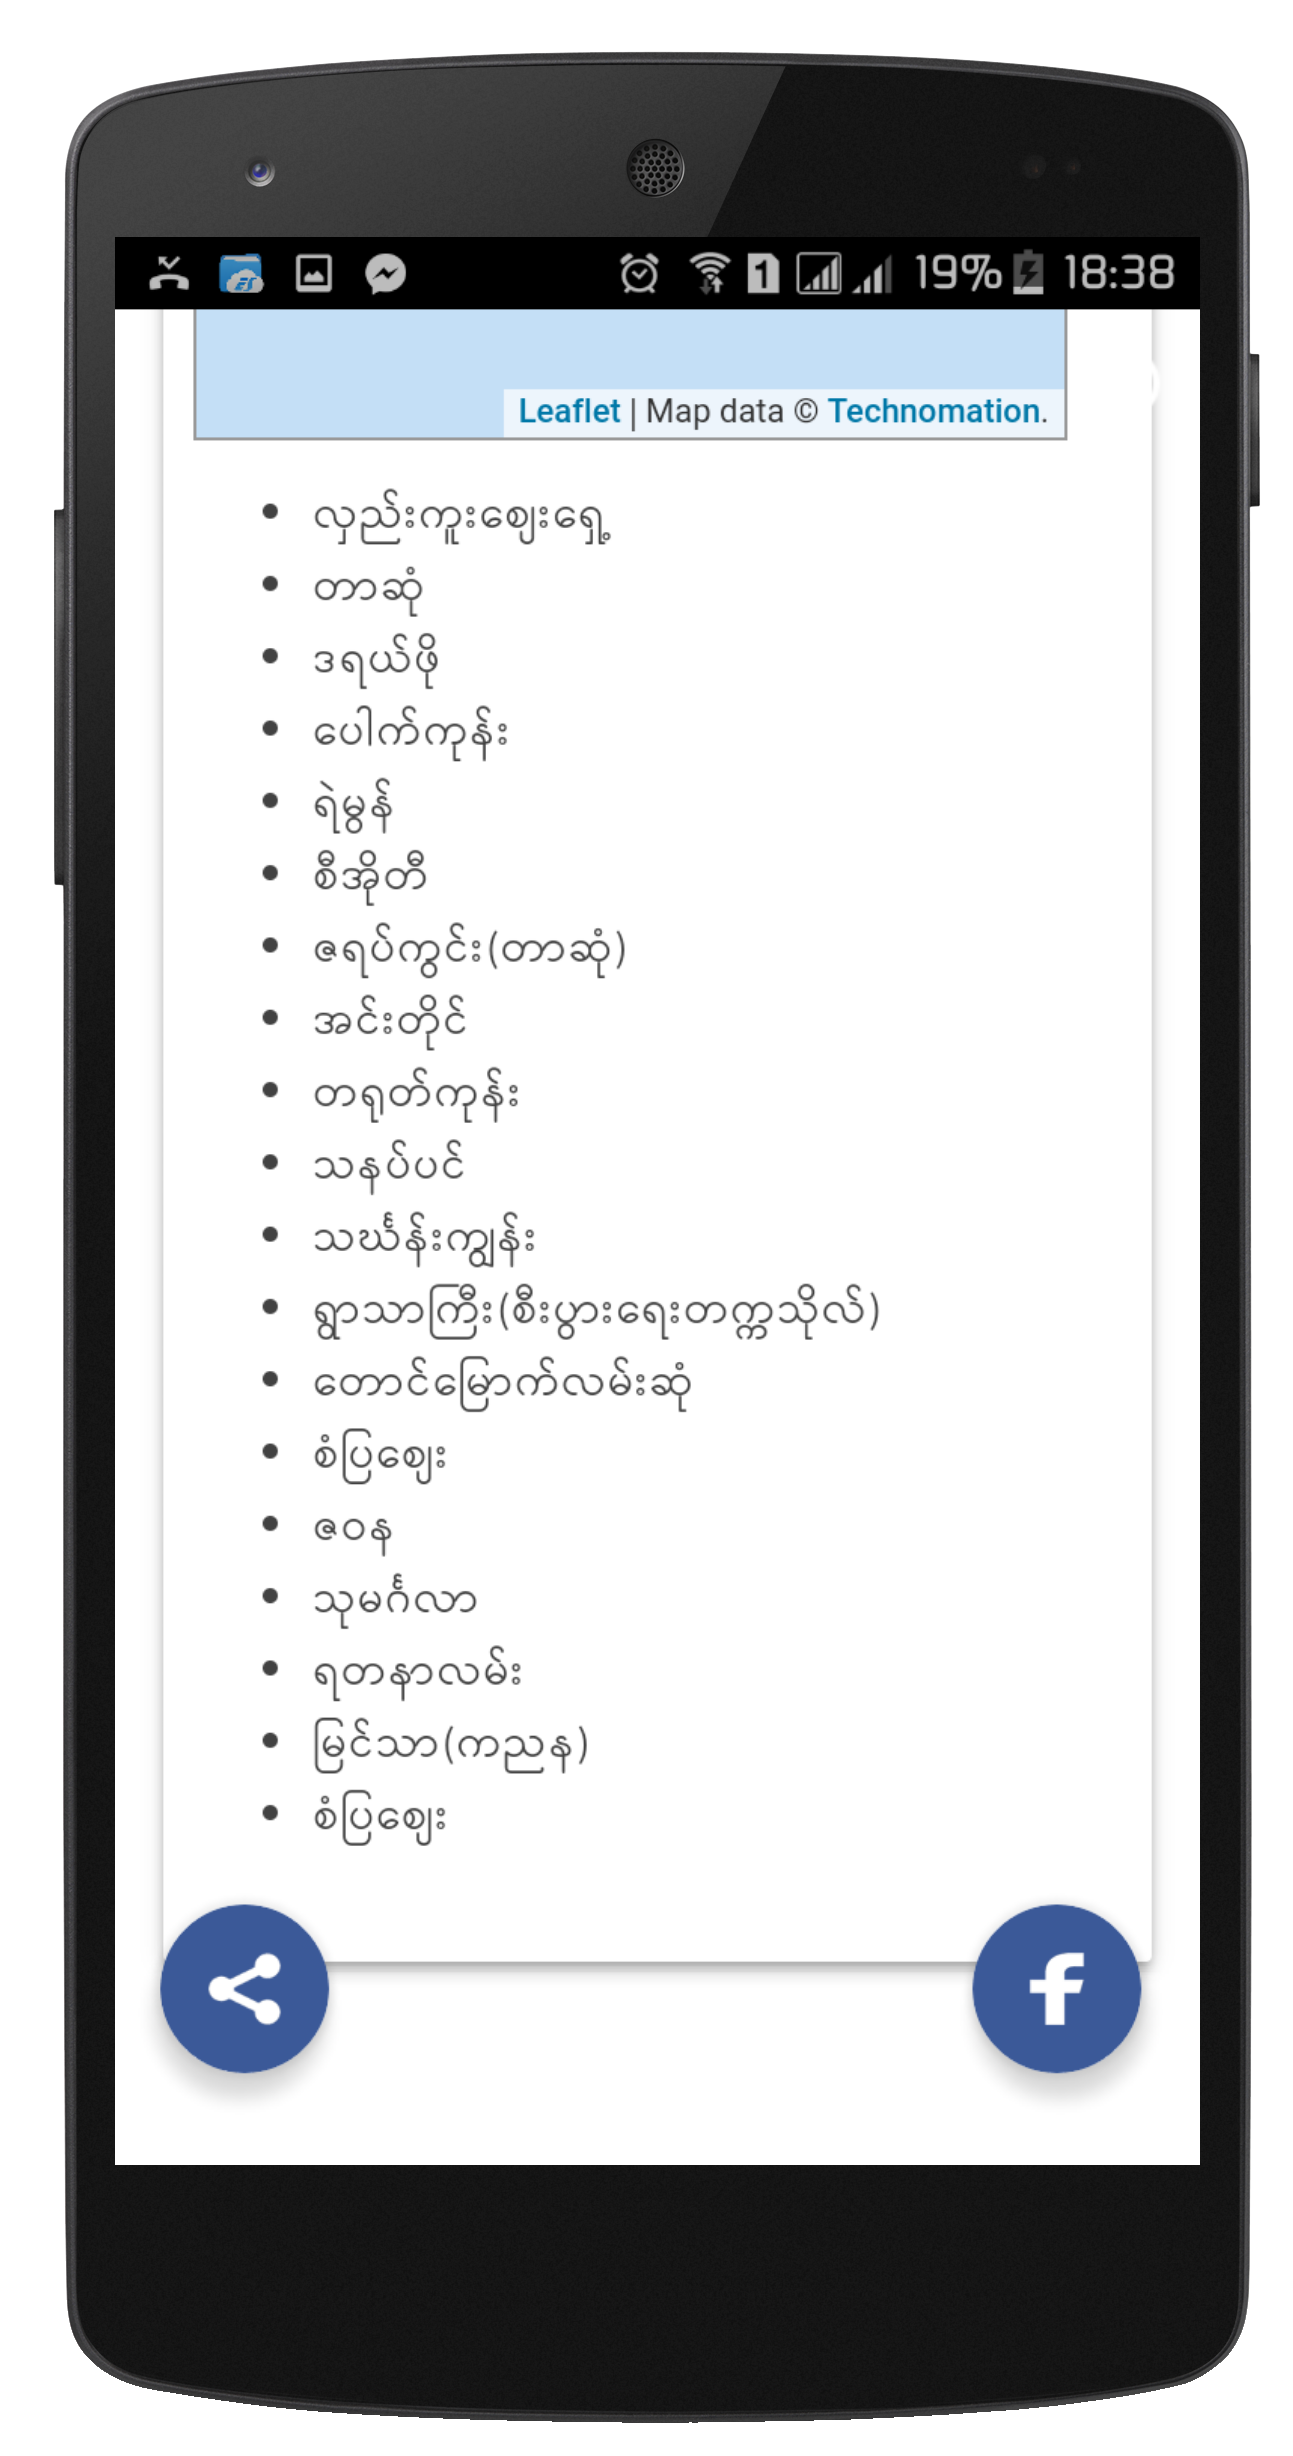 19% 18:38
Leaflet | Map data © Technomation.
လှည်းကူးဈေးရှေ့
တာဆုံ
ဒရယ်ဖို
ပေါက်ကုန်း
ရဲမွန်
စီအိုတီ
ဇရပ်ကွင်း(တာဆုံ)
အင်းတိုင်
တရုတ်ကုန်း
သနပ်ပင်
သင်္ဃန်းကျွန်း
ရွာသာကြီး(စီးပွားရေးတက္ကသိုလ်)
တောင်မြောက်လမ်းဆုံ
စံပြဈေး
ဇဝန
သုမင်္ဂလာ
ရတနာလမ်း
မြင်သာ(ကညန)
စံပြဈေး